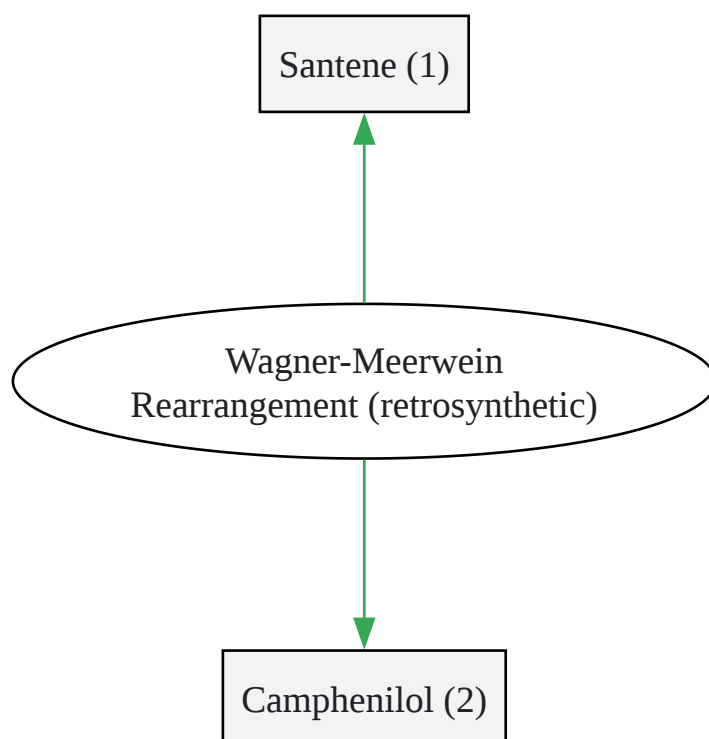 Santene (1)
Wagner-Meerwein
Rearrangement (retrosynthetic)
Camphenilol (2)